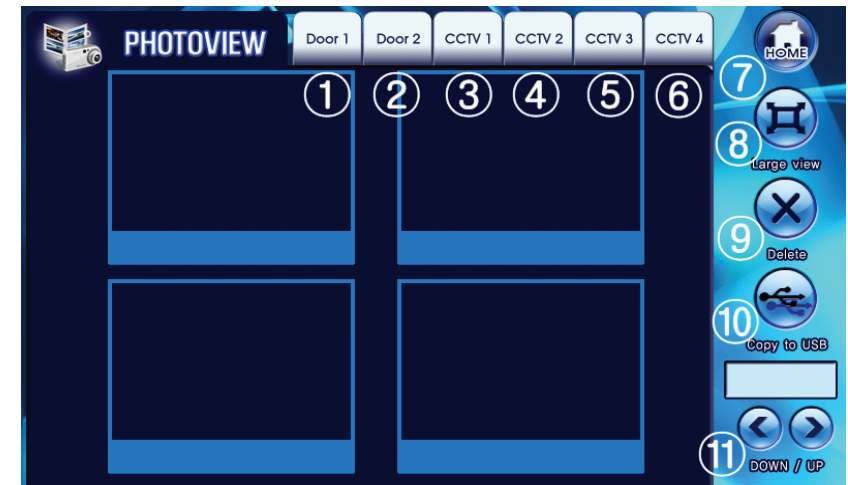 PHOTOVIEW Door 1 Door 2 CCTV 1 CCTV 2 CCTV 3 CCTV 4
HOME
① ② ③ ④ ⑤ ⑥ ⑦
⑧
Large view
⑨
Delete
⑩
Copy to USB
⑪
DOWN / UP